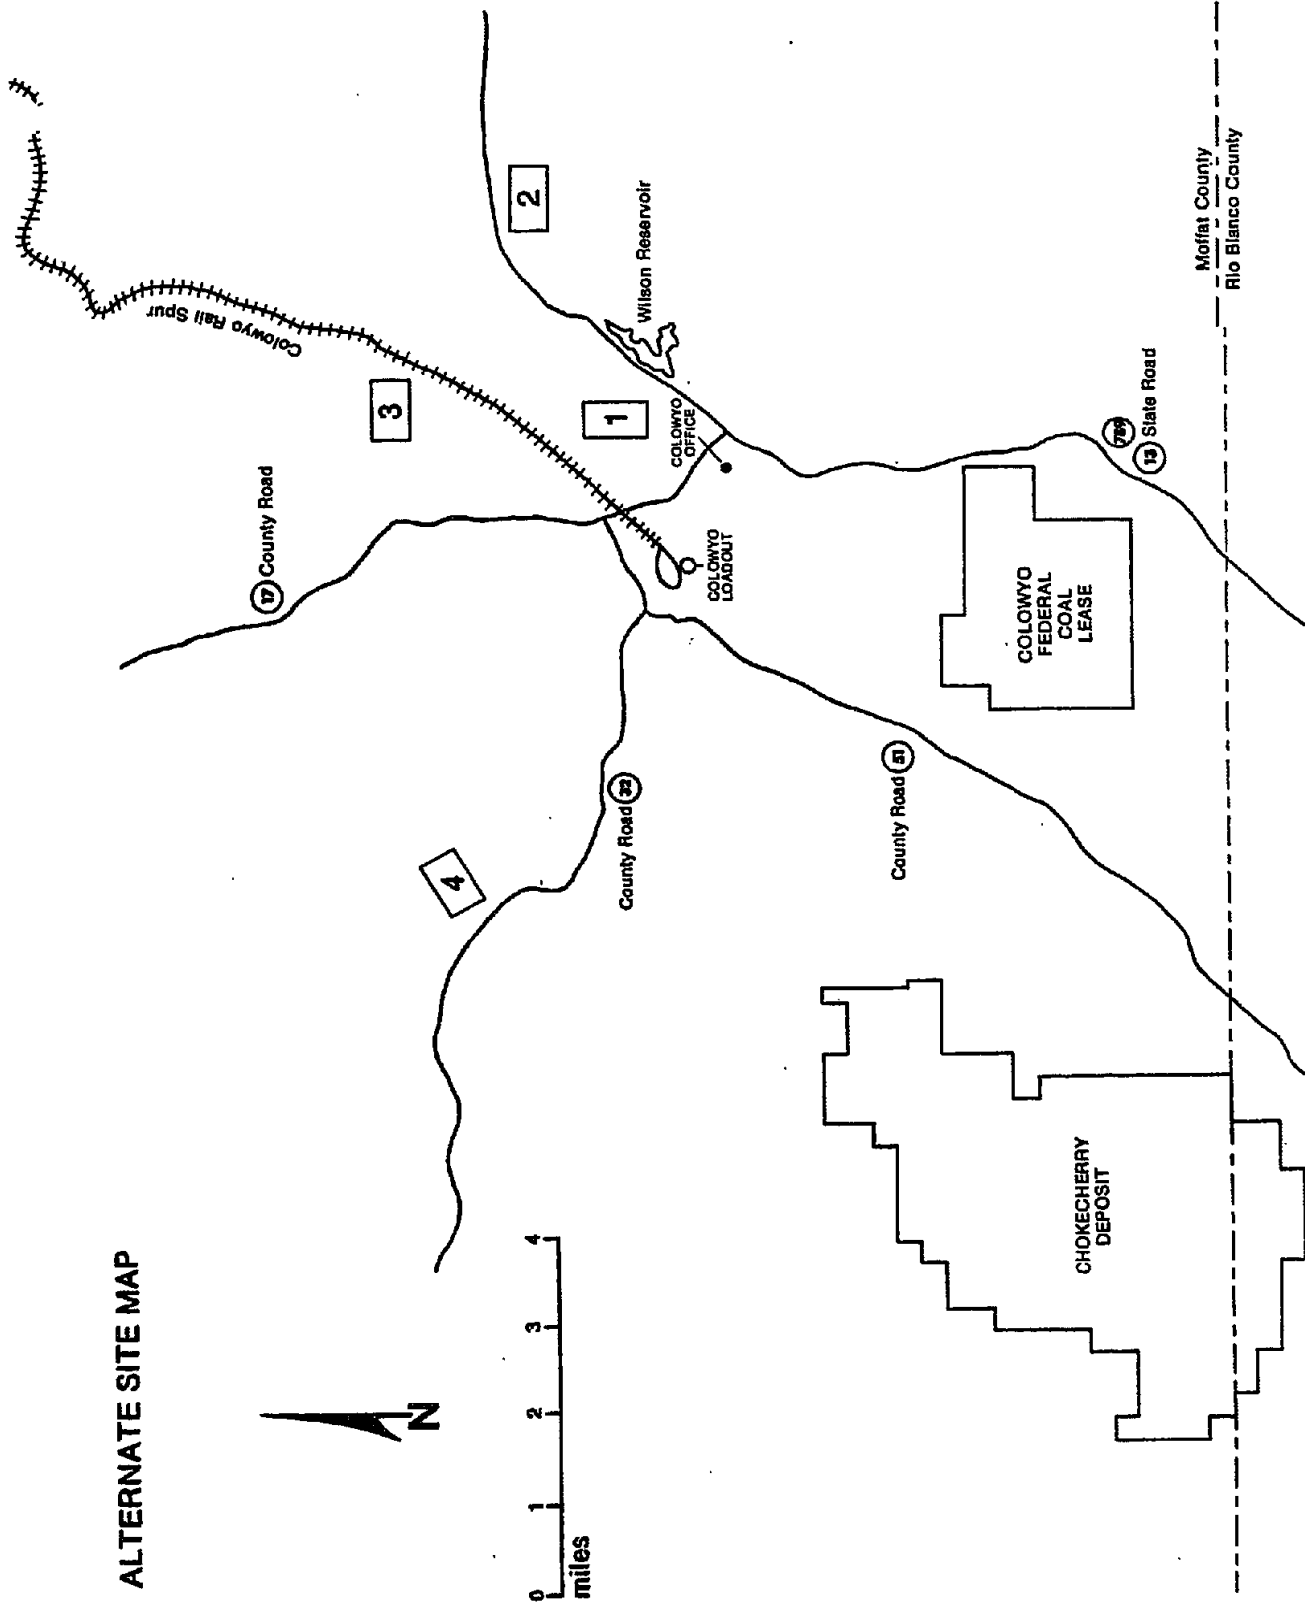 ALTERNATE SITE MAP
N
0 1 2 3 4
miles
17 County Road
Colowyo Rail Spur
3
2
1
4
Wilson Reservoir
COLOWYO
OFFICE
COLOWYO
LOADOUT
County Road 32
County Road 51
789
13 State Road
COLOWYO
FEDERAL
COAL
LEASE
CHOKECHERRY
DEPOSIT
Moffat County
Rio Blanco County